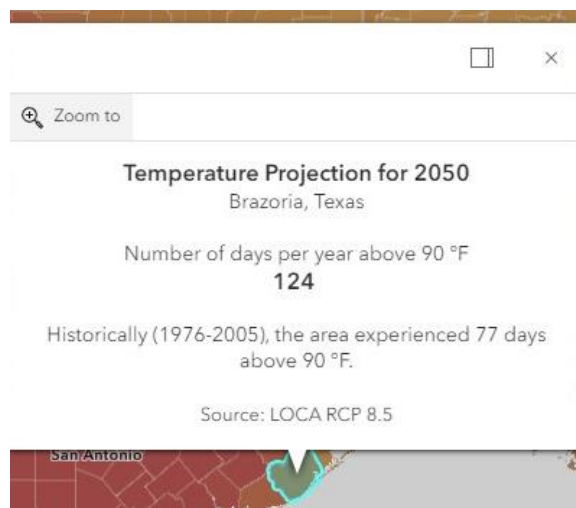 Zoom to
Temperature Projection for 2050
Brazoria, Texas
Number of days per year above 90 °F
124
Historically (1976-2005), the area experienced 77 days
above 90 °F.
Source: LOCA RCP 8.5
San Antonio